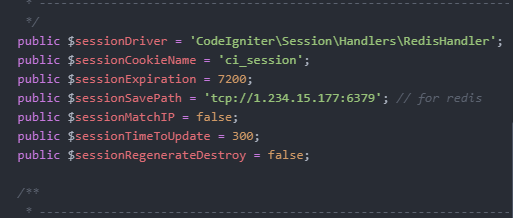 * --------------------------------------------------------------
*/
public $sessionDriver = 'CodeIgniter\Session\Handlers\RedisHandler';
public $sessionCookieName = 'ci_session';
public $sessionExpiration = 7200;
public $sessionSavePath = 'tcp://1.234.15.177:6379'; // for redis
public $sessionMatchIP = false;
public $sessionTimeToUpdate = 300;
public $sessionRegenerateDestroy = false;
/**
* --------------------------------------------------------------